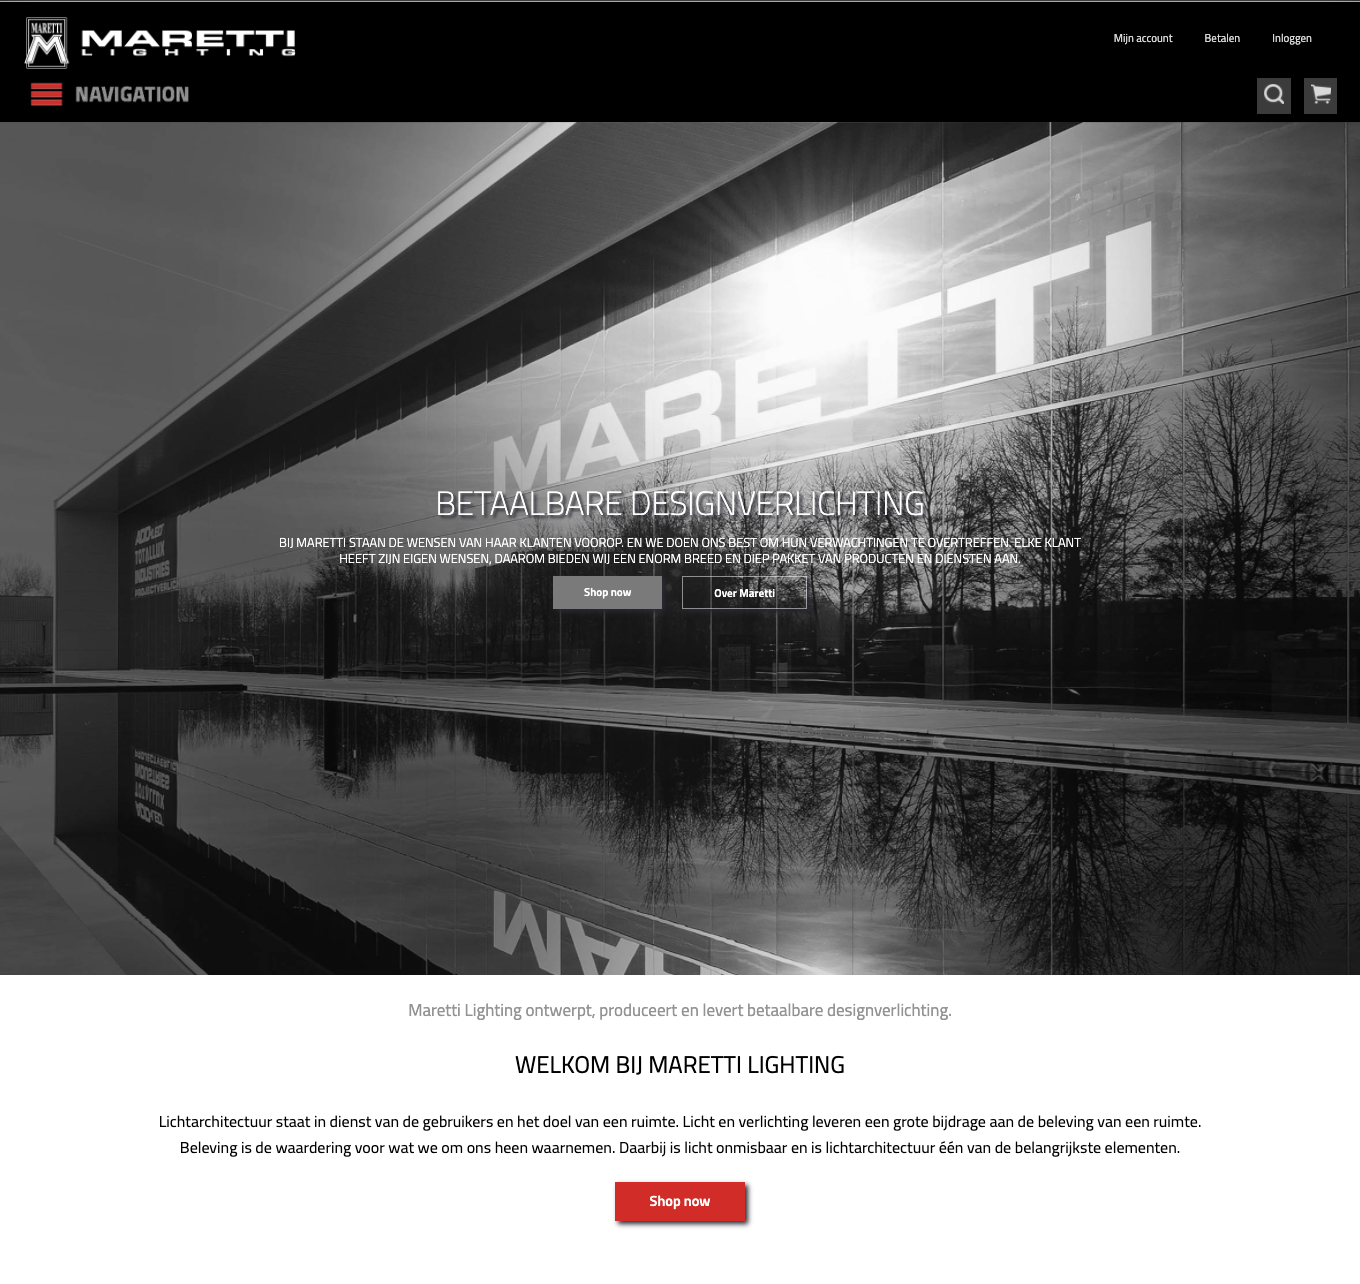 MARETTI
MARETTI
LIGHTING
Mijn account
Betalen
Inloggen
NAVIGATION
MARETTI
BETAALBARE DESIGNVERLICHTING
BIJ MARETTI STAAN DE WENSEN VAN HAAR KLANTEN VOOROP. EN WE DOEN ONS BEST OM HUN VERWACHTINGEN TE OVERTREFFEN. ELKE KLANT
HEEFT ZIJN EIGEN WENSEN, DAAROM BIEDEN WIJ EEN ENORM BREED EN DIEP PAKKET VAN PRODUCTEN EN DIENSTEN AAN.
TOTALLUX
INDUSTRIES
Shop now
Over Maretti
Maretti Lighting ontwerpt, produceert en levert betaalbare designverlichting.
WELKOM BIJ MARETTI LIGHTING
Lichtarchitectuur staat in dienst van de gebruikers en het doel van een ruimte. Licht en verlichting leveren een grote bijdrage aan de beleving van een ruimte.
Beleving is de waardering voor wat we om ons heen waarnemen. Daarbij is licht onmisbaar en is lichtarchitectuur één van de belangrijkste elementen.
Shop now